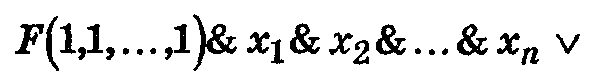 F(1,1,...,1)& x₁& x₂&...& xₙ ∨